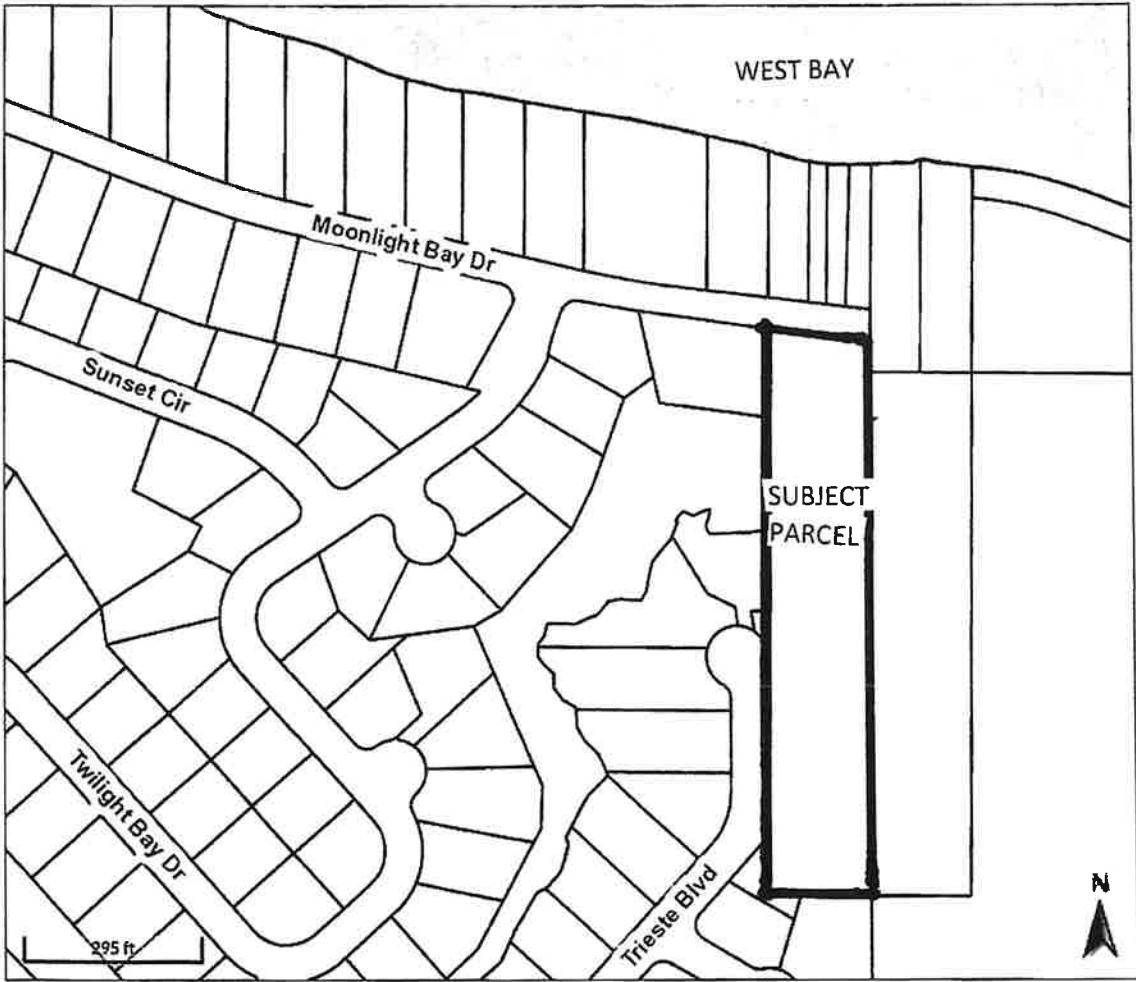 WEST BAY
Moonlight Bay Dr
Sunset Cir
SUBJECT
PARCEL
Twilight Bay Dr
Trieste Blvd
N
295 ft